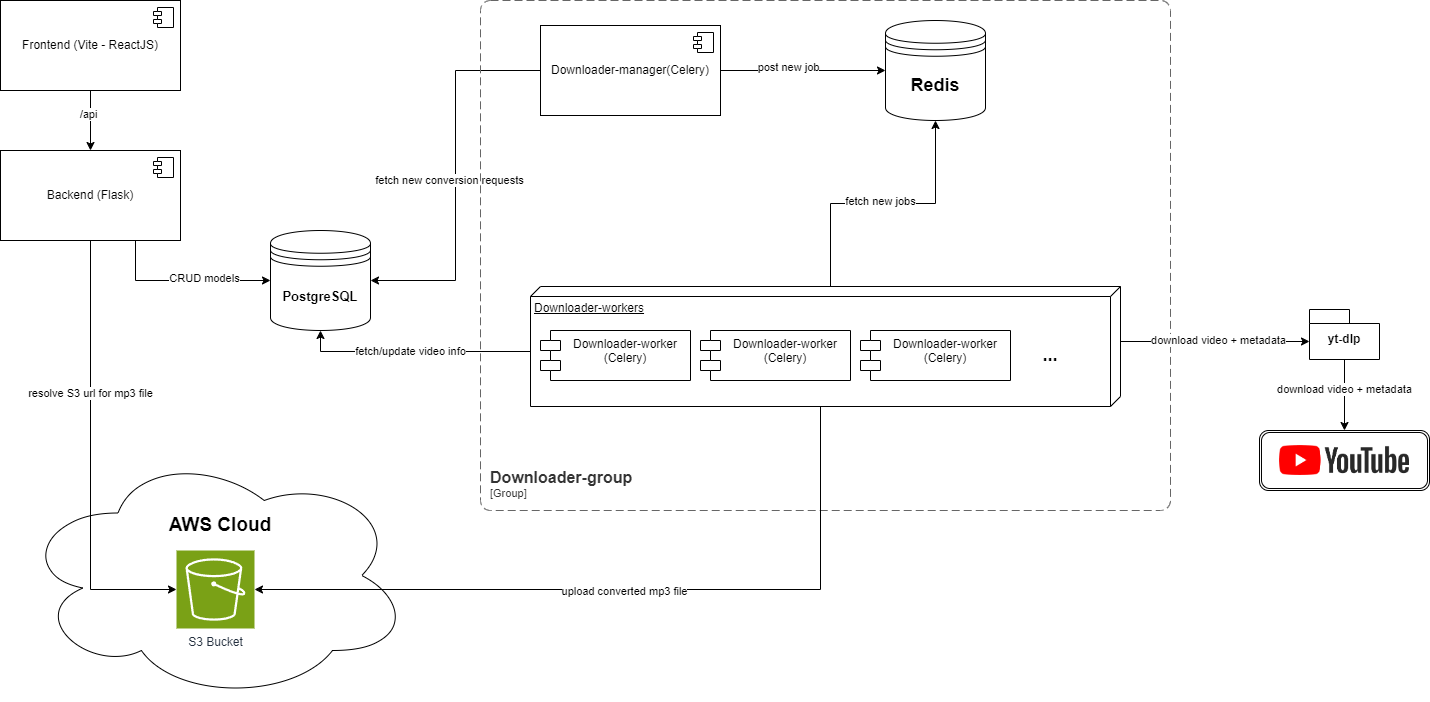 Frontend (Vite - ReactJS)
/api
Backend (Flask)
CRUD models
resolve S3 url for mp3 file
PostgreSQL
fetch new conversion requests
fetch/update video info
Downloader-manager(Celery)
post new job
Redis
fetch new jobs
Downloader-workers
Downloader-worker
(Celery)
Downloader-worker
(Celery)
Downloader-worker
(Celery)
...
Downloader-group
[Group]
download video + metadata
yt-dlp
download video + metadata
YouTube
AWS Cloud
S3 Bucket
upload converted mp3 file